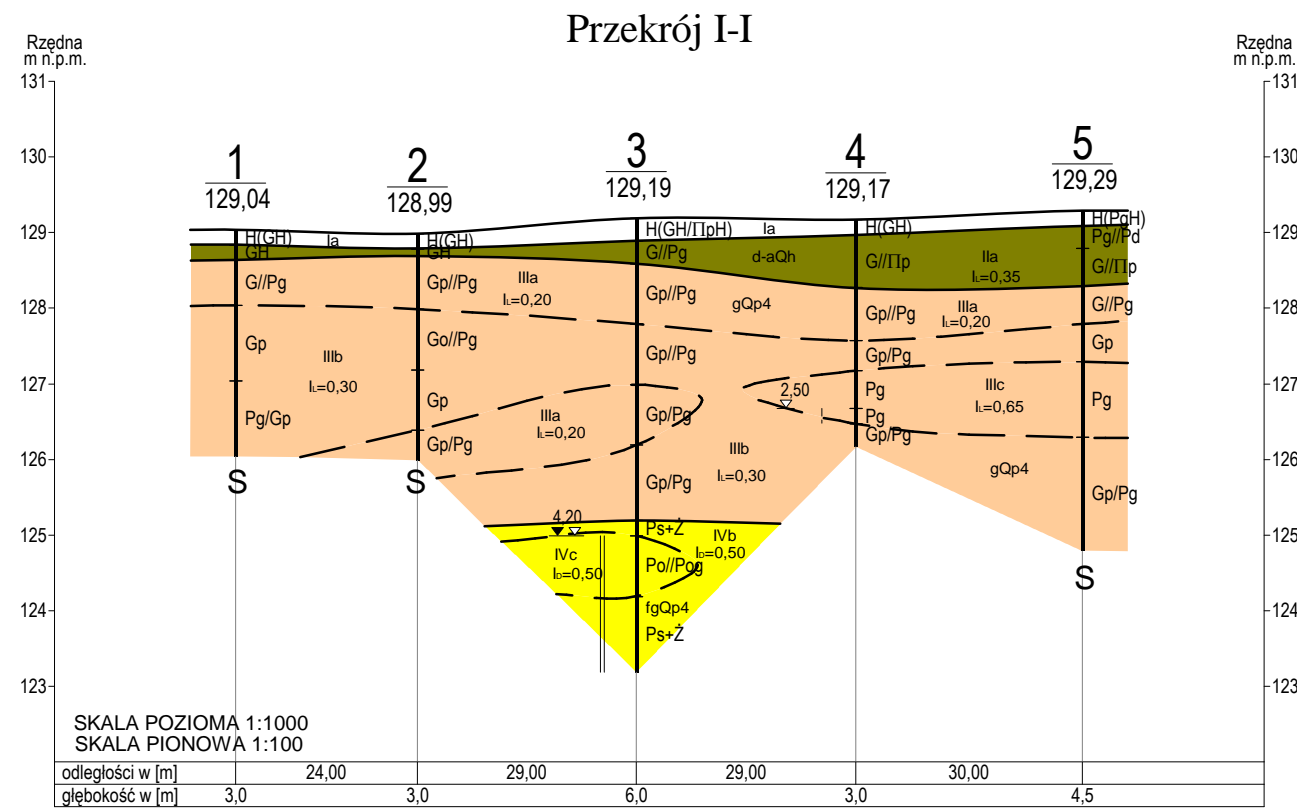 Przekrój I-I
Rzędna
m n.p.m.
Rzędna
m n.p.m.
131
131
130
130
129
129
128
128
127
127
126
126
125
125
124
124
123
123
1
129,04
2
128,99
3
129,19
4
129,17
5
129,29
H(GH)
GH
G//Pg
Gp
Pg/Gp
S
Ia
IIIb
IL=0,30
H(GH)
GH
Gp//Pg
Go//Pg
Gp
Gp/Pg
S
IIIa
IL=0,20
IIIa
IL=0,20
H(GH/ΠpH)
G//Pg
Gp//Pg
Gp//Pg
Gp/Pg
Gp/Pg
Ps+Ż
Po//Pog
fgQp4
Ps+Ż
4,20
IVc
ID=0,50
IVb
ID=0,50
Ia
d-aQh
gQp4
IIIb
IL=0,30
2,50
H(GH)
G//Πp
Gp//Pg
Gp/Pg
Pg
Pg
Gp/Pg
IIa
IL=0,35
IIIa
IL=0,20
IIIc
IL=0,65
gQp4
H(PgH)
Pg//Pd
G//Πp
G//Pg
Gp
Pg
Gp/Pg
S
SKALA POZIOMA 1:1000
SKALA PIONOWA 1:100
odległości w [m] 24,00 29,00 29,00 30,00
głębokość w [m] 3,0 3,0 6,0 3,0 4,5